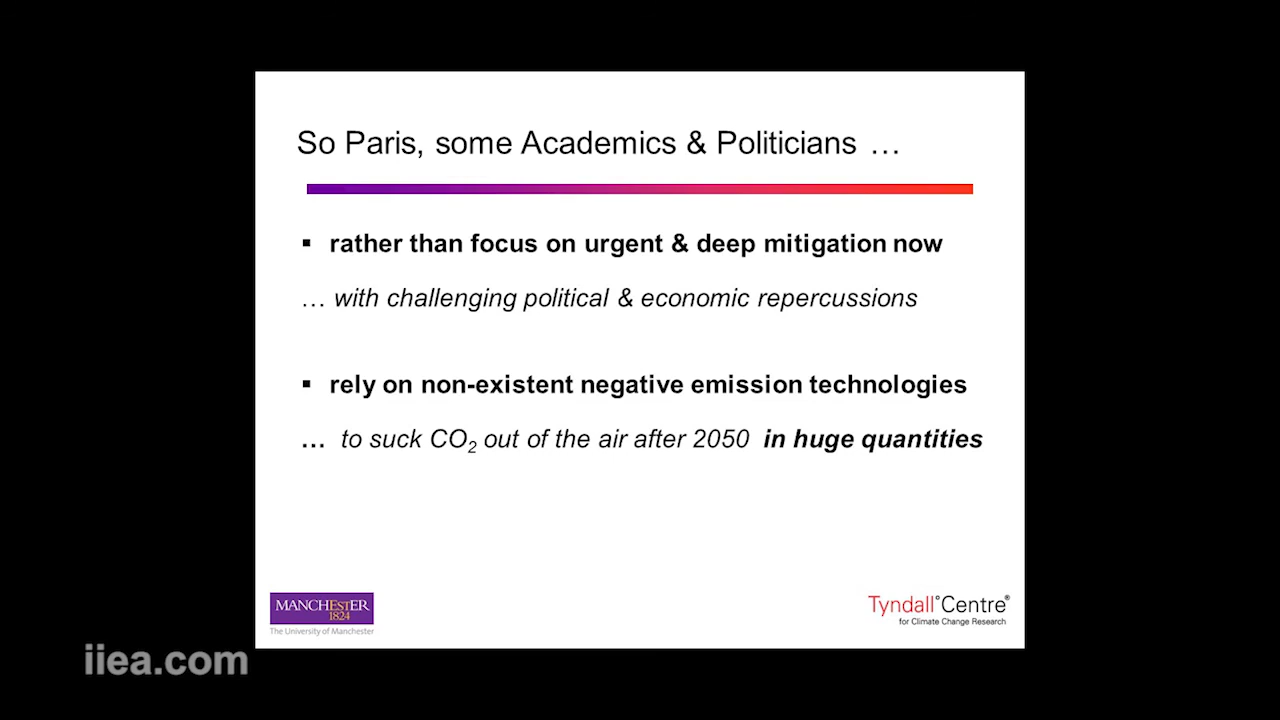 So Paris, some Academics & Politicians …
▪ rather than focus on urgent & deep mitigation now
… with challenging political & economic repercussions
▪ rely on non-existent negative emission technologies
… to suck CO₂ out of the air after 2050 in huge quantities
MANCHESTER
1824
The University of Manchester
Tyndall°Centre®
for Climate Change Research
iiea.com